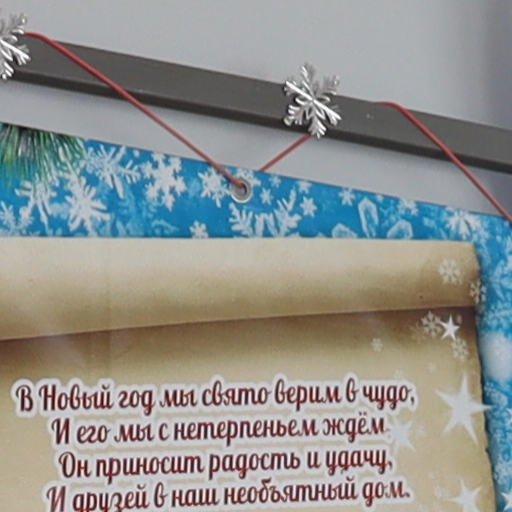 В Новый год мы свято верим в чудо,
И его мы с нетерпеньем ждём
Он приносит радость и удачу,
И друзей в наш необъятный дом.